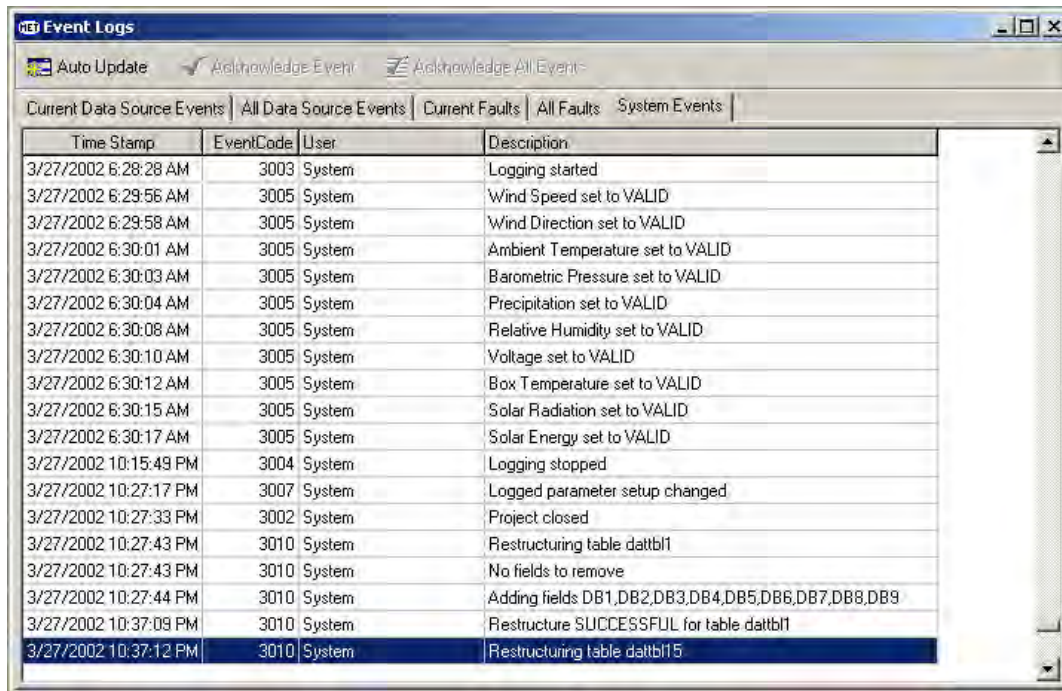 MET Event Logs
Auto Update Acknowledge Event Acknowledge All Events
Current Data Source Events All Data Source Events Current Faults All Faults System Events
Time Stamp EventCode User Description
3/27/2002 6:28:28 AM 3003 System Logging started
3/27/2002 6:29:56 AM 3005 System Wind Speed set to VALID
3/27/2002 6:29:58 AM 3005 System Wind Direction set to VALID
3/27/2002 6:30:01 AM 3005 System Ambient Temperature set to VALID
3/27/2002 6:30:03 AM 3005 System Barometric Pressure set to VALID
3/27/2002 6:30:04 AM 3005 System Precipitation set to VALID
3/27/2002 6:30:08 AM 3005 System Relative Humidity set to VALID
3/27/2002 6:30:10 AM 3005 System Voltage set to VALID
3/27/2002 6:30:12 AM 3005 System Box Temperature set to VALID
3/27/2002 6:30:15 AM 3005 System Solar Radiation set to VALID
3/27/2002 6:30:17 AM 3005 System Solar Energy set to VALID
3/27/2002 10:15:49 PM 3004 System Logging stopped
3/27/2002 10:27:17 PM 3007 System Logged parameter setup changed
3/27/2002 10:27:33 PM 3002 System Project closed
3/27/2002 10:27:43 PM 3010 System Restructuring table dattbl1
3/27/2002 10:27:43 PM 3010 System No fields to remove
3/27/2002 10:27:44 PM 3010 System Adding fields DB1,DB2,DB3,DB4,DB5,DB6,DB7,DB8,DB9
3/27/2002 10:37:09 PM 3010 System Restructure SUCCESSFUL for table dattbl1
3/27/2002 10:37:12 PM 3010 System Restructuring table dattbl15